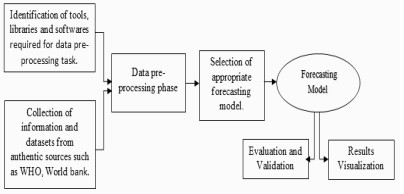 Identification of tools,
libraries and softwares
required for data pre-
processing task.
Collection of
information and
datasets from
authentic sources such
as WHO, World bank.
Data pre-
processing phase
Selection of
appropriate
forecasting model.
Forecasting
Model
Evaluation and
Validation
Results
Visualization